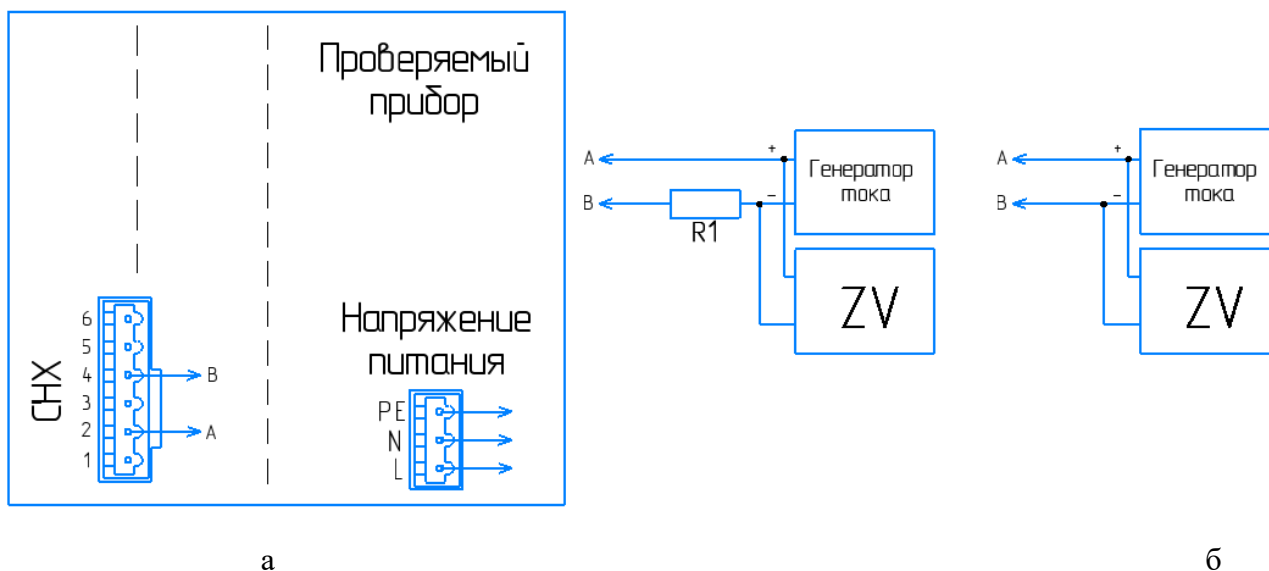 Проверяемый
прибор
Напряжение
питания
CHX
6
5
4
3
2
1
B
A
PE
N
L
A
B
+
−
R1
Генератор
тока
ZV
A
B
+
−
Генератор
тока
ZV
а
б